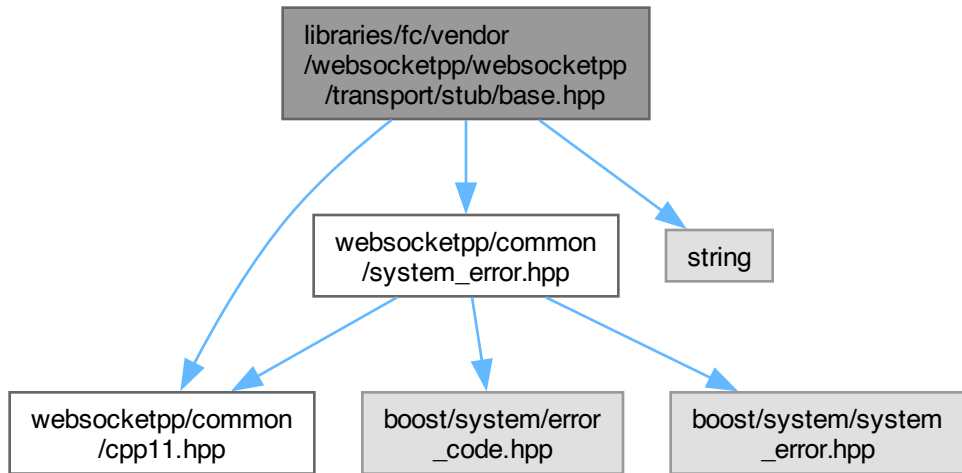 libraries/fc/vendor
/websocketpp/websocketpp
/transport/stub/base.hpp
websocketpp/common
/system_error.hpp
string
websocketpp/common
/cpp11.hpp
boost/system/error
_code.hpp
boost/system/system
_error.hpp